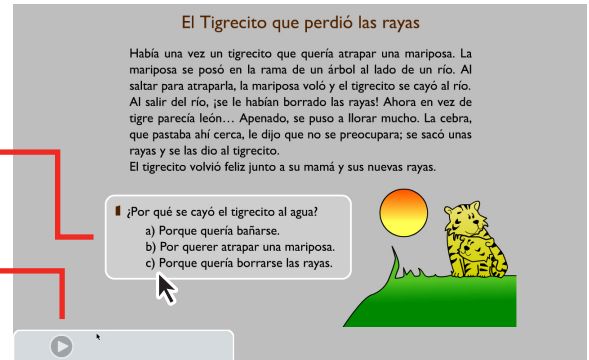 El Tigrecito que perdió las rayas
Había una vez un tigrecito que quería atrapar una mariposa. La
mariposa se posó en la rama de un árbol al lado de un río. Al
saltar para atraparla, la mariposa voló y el tigrecito se cayó al río.
Al salir del río, ¡se le habían borrado las rayas! Ahora en vez de
tigre parecía león... Apenado, se puso a llorar mucho. La cebra,
que pastaba ahí cerca, le dijo que no se preocupara; se sacó unas
rayas y se las dio al tigrecito.
El tigrecito volvió feliz junto a su mamá y sus nuevas rayas.
¿Por qué se cayó el tigrecito al agua?
a) Porque quería bañarse.
b) Por querer atrapar una mariposa.
c) Porque quería borrarse las rayas.